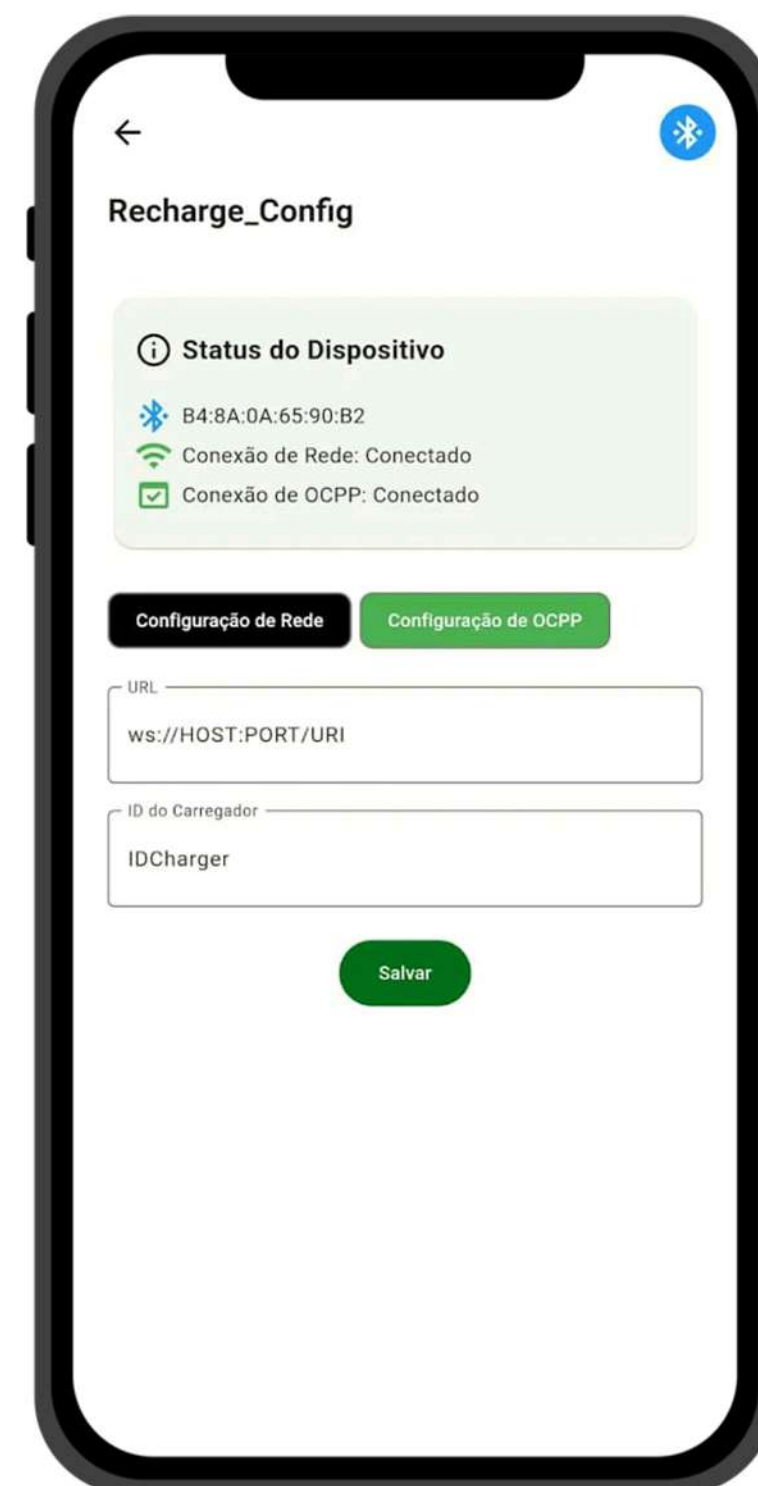 Recharge_Config
Status do Dispositivo
B4:8A:0A:65:90:B2
Conexão de Rede: Conectado
Conexão de OCPP: Conectado
Configuração de Rede
Configuração de OCPP
URL
ws://HOST:PORT/URI
ID do Carregador
IDCharger
Salvar